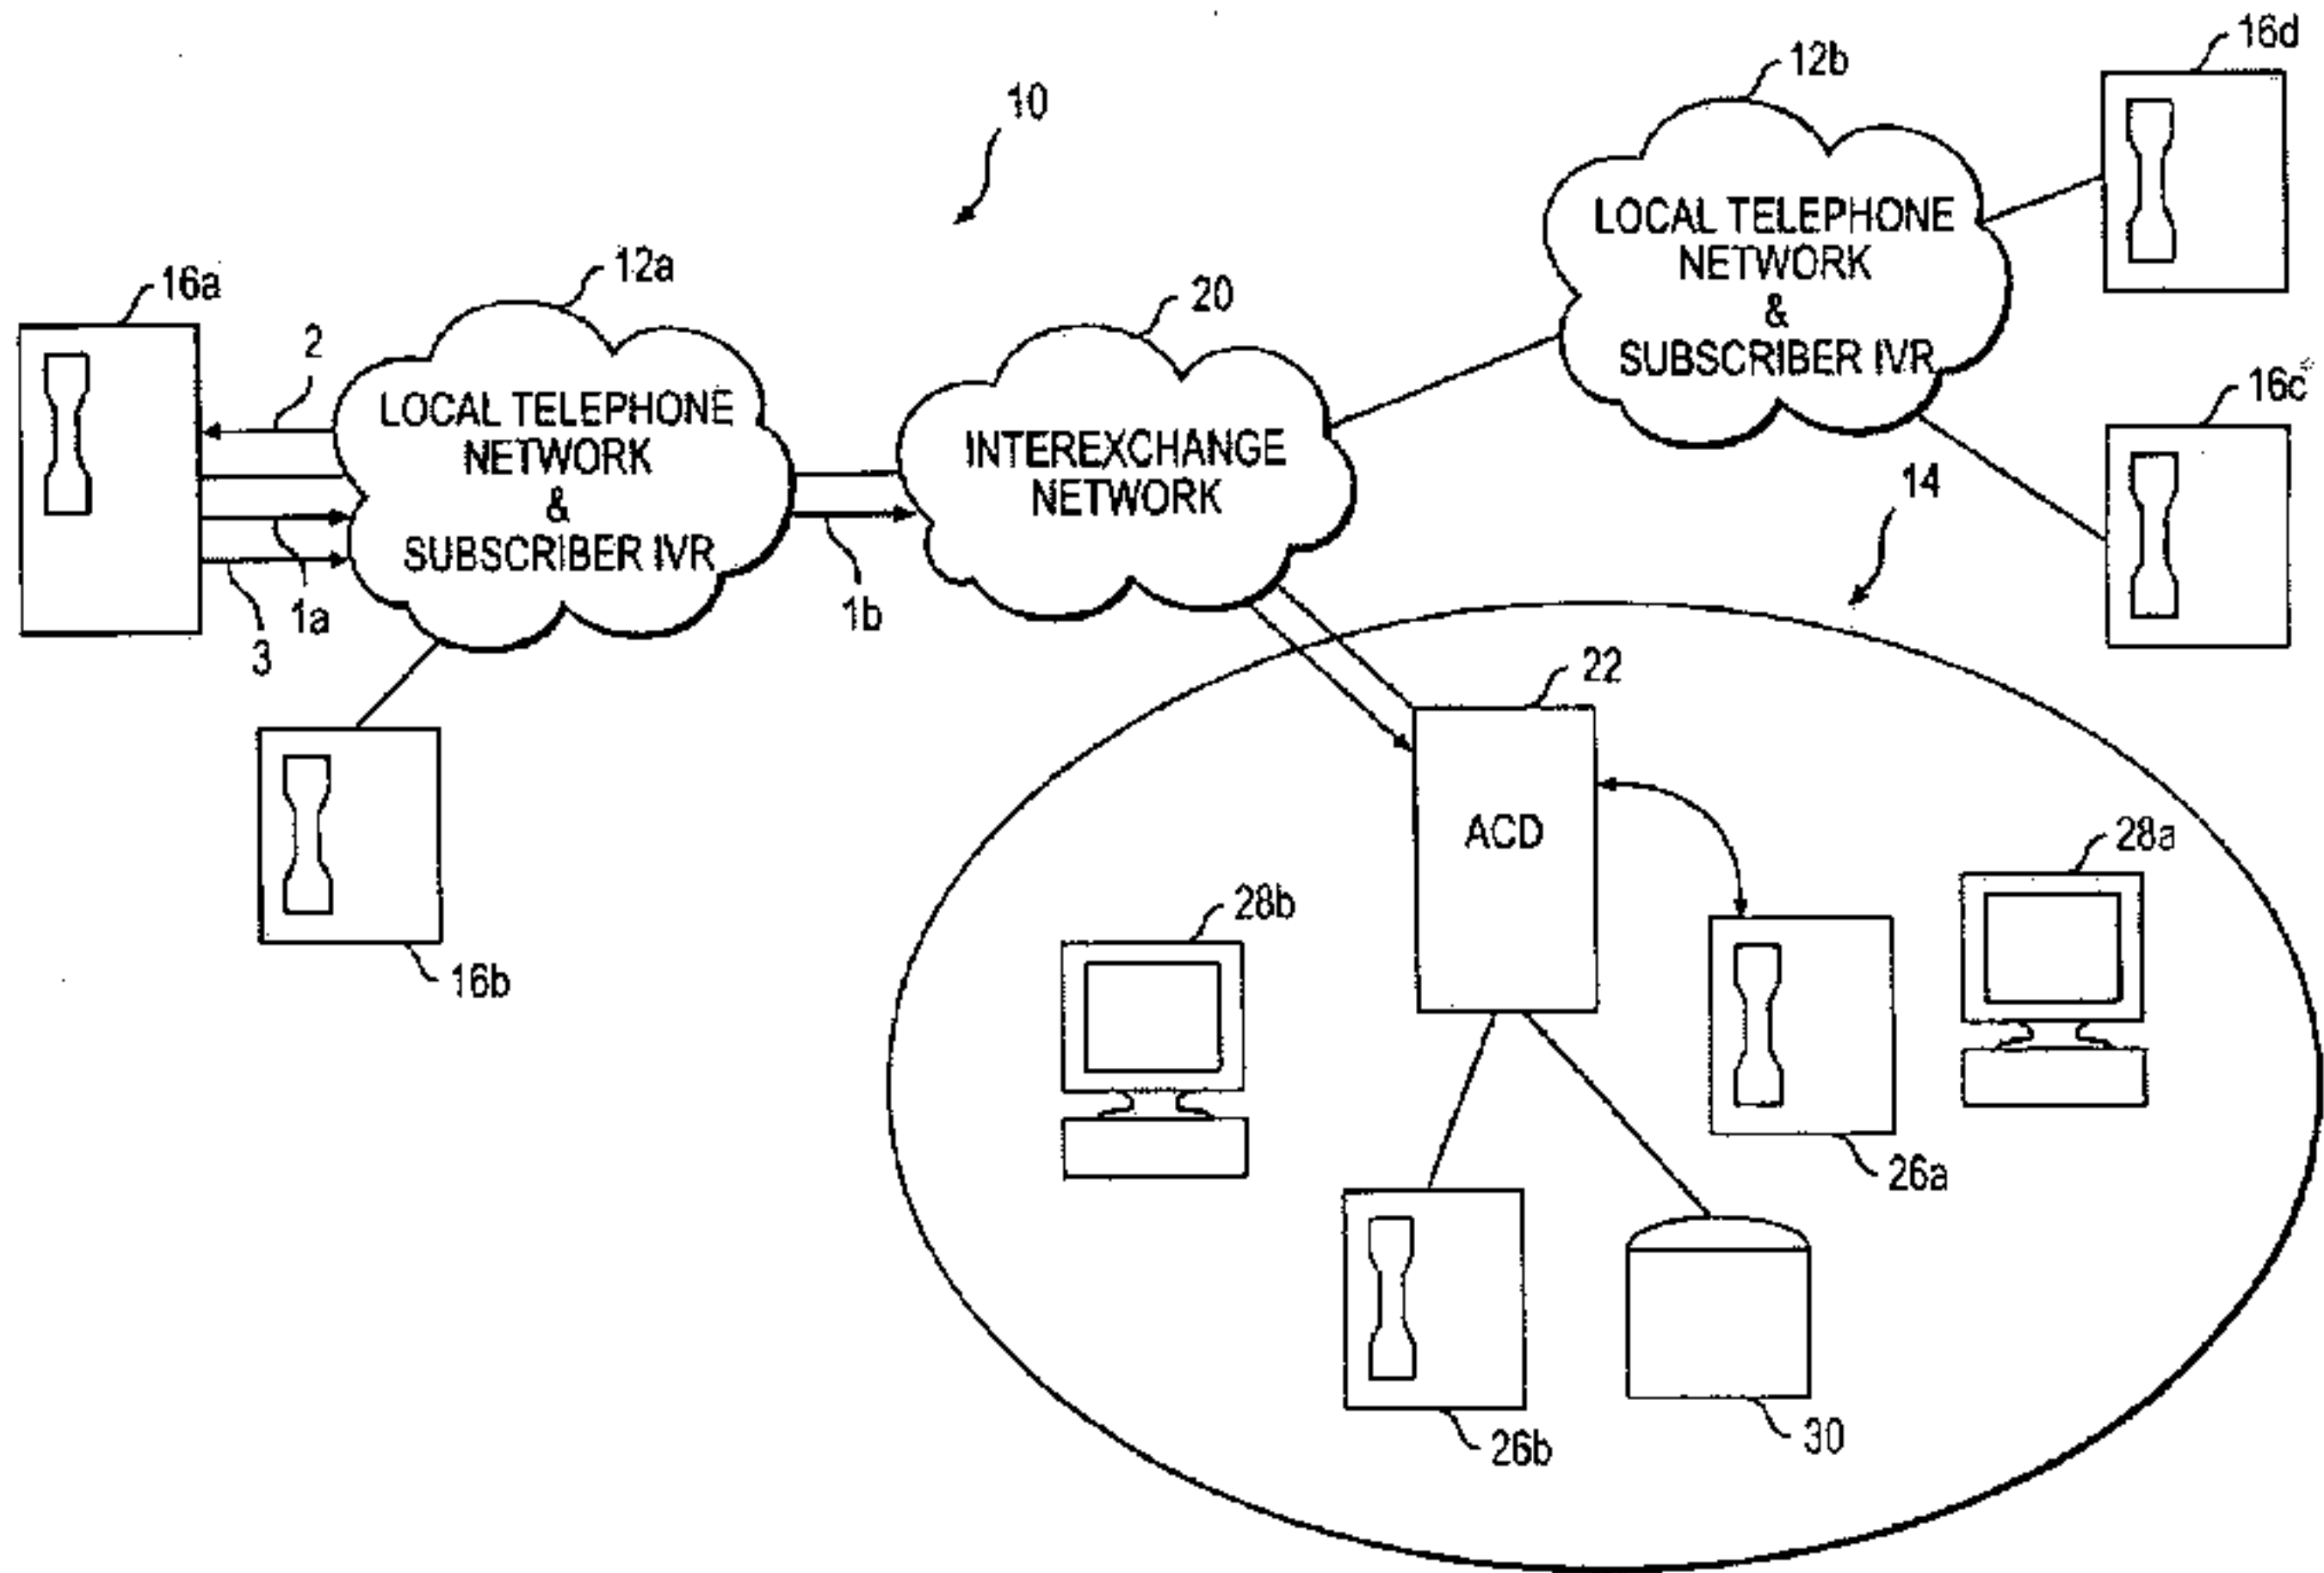 16d
12b
10
LOCAL TELEPHONE
NETWORK
&
SUBSCRIBER IVR
16a
12a
20
16c
2
LOCAL TELEPHONE
NETWORK
&
SUBSCRIBER IVR
INTEREXCHANGE
NETWORK
14
1a
1b
3
22
ACD
28a
28b
16b
26a
26b
30